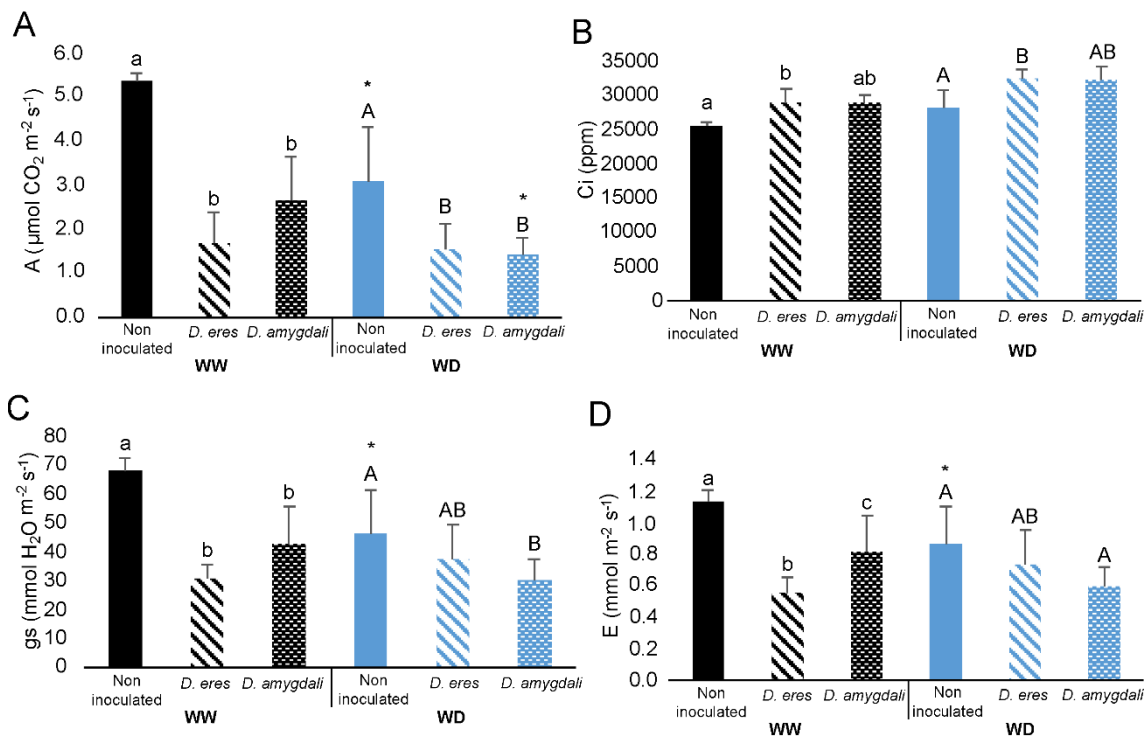 A
A (µmol CO₂ m⁻² s⁻¹)
6.0
5.0
4.0
3.0
2.0
1.0
0.0
a
b
b
*
A
B
*
B
Non inoculated
D. eres
D. amygdali
Non inoculated
D. eres
D. amygdali
WW
WD
B
Ci (ppm)
35000
30000
25000
20000
15000
10000
5000
0
a
b
ab
A
B
AB
Non inoculated
D. eres
D. amygdali
Non inoculated
D. eres
D. amygdali
WW
WD
C
gs (mmol H₂O m⁻² s⁻¹)
80
70
60
50
40
30
20
10
0
a
b
b
*
A
AB
B
Non inoculated
D. eres
D. amygdali
Non inoculated
D. eres
D. amygdali
WW
WD
D
E (mmol m⁻² s⁻¹)
1.4
1.2
1.0
0.8
0.6
0.4
0.2
0.0
a
b
c
*
A
AB
A
Non inoculated
D. eres
D. amygdali
Non inoculated
D. eres
D. amygdali
WW
WD